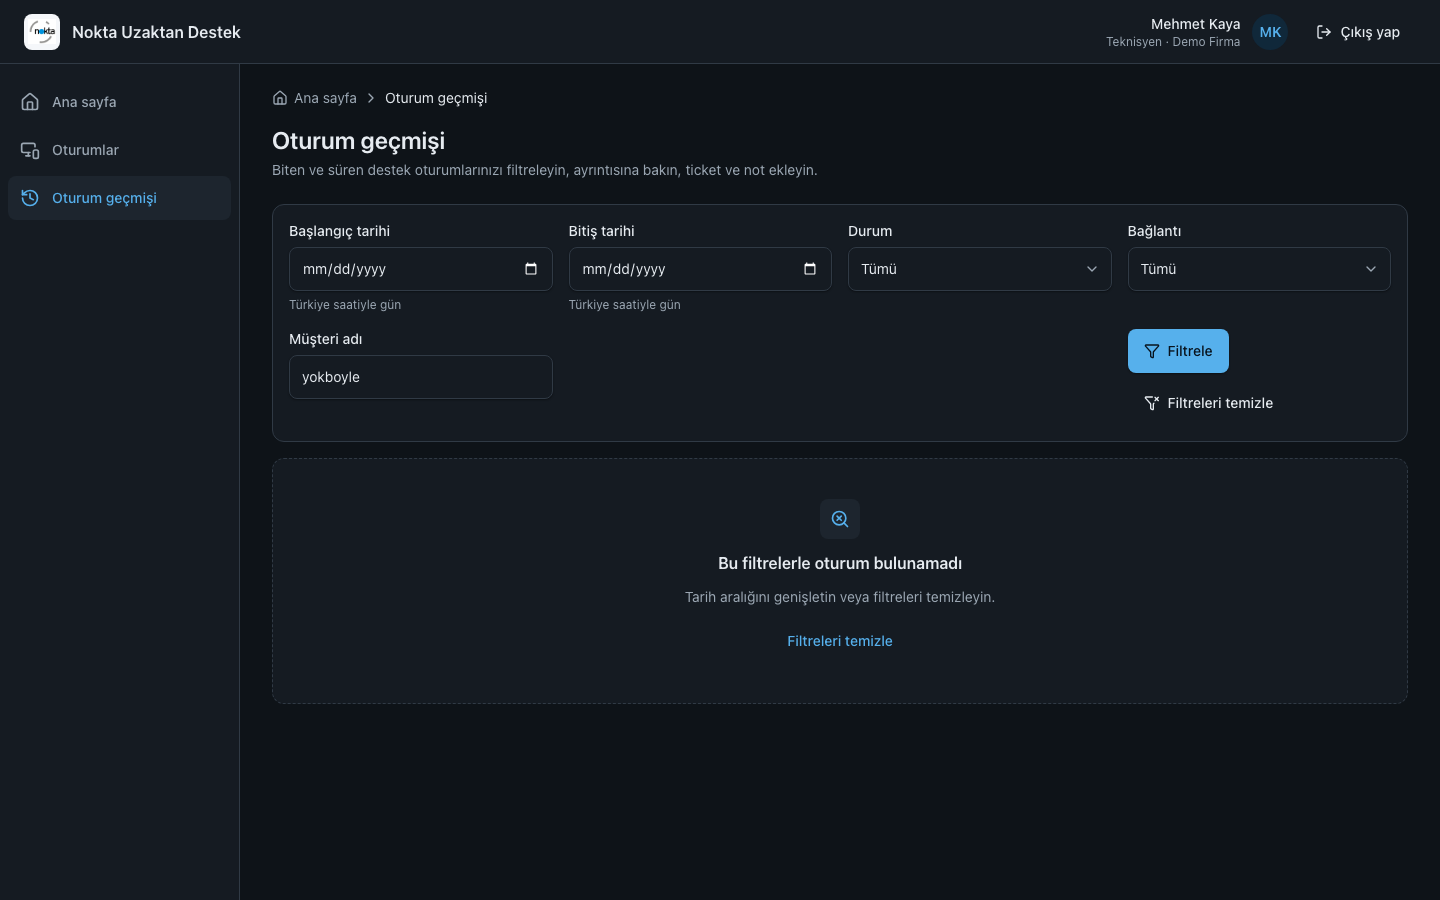 nokta
Nokta Uzaktan Destek
Mehmet Kaya
Teknisyen · Demo Firma
MK
Çıkış yap
Ana sayfa
Oturumlar
Oturum geçmişi
Ana sayfa
Oturum geçmişi
Oturum geçmişi
Biten ve süren destek oturumlarınızı filtreleyin, ayrıntısına bakın, ticket ve not ekleyin.
Başlangıç tarihi
Bitiş tarihi
Durum
Bağlantı
mm/dd/yyyy
mm/dd/yyyy
Tümü
Tümü
Türkiye saatiyle gün
Türkiye saatiyle gün
Müşteri adı
yokboyle
Filtrele
Filtreleri temizle
Bu filtrelerle oturum bulunamadı
Tarih aralığını genişletin veya filtreleri temizleyin.
Filtreleri temizle